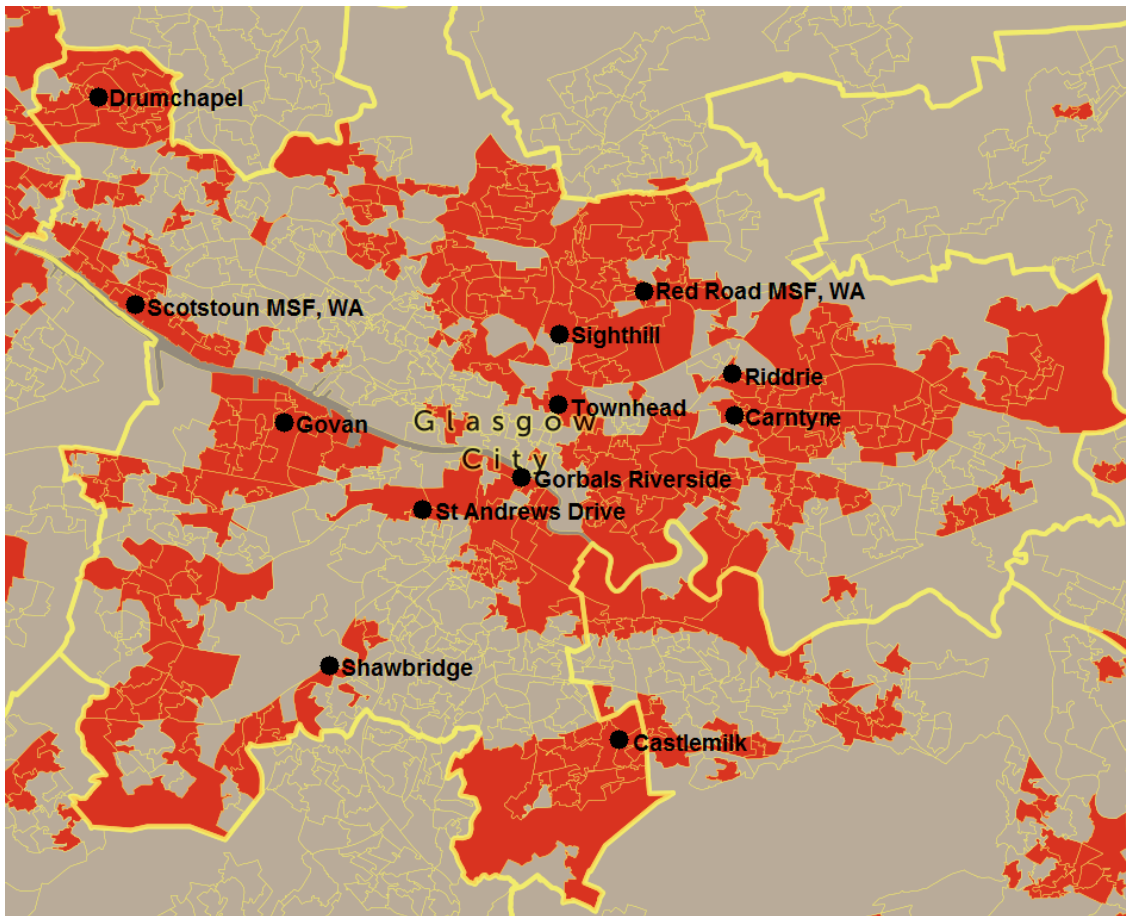 Drumchapel
Red Road MSF, WA
Scotstoun MSF, WA
Sighthill
Riddrie
Townhead
Carntyne
Govan
Glasgow
City
Gorbals Riverside
St Andrews Drive
Shawbridge
Castlemilk